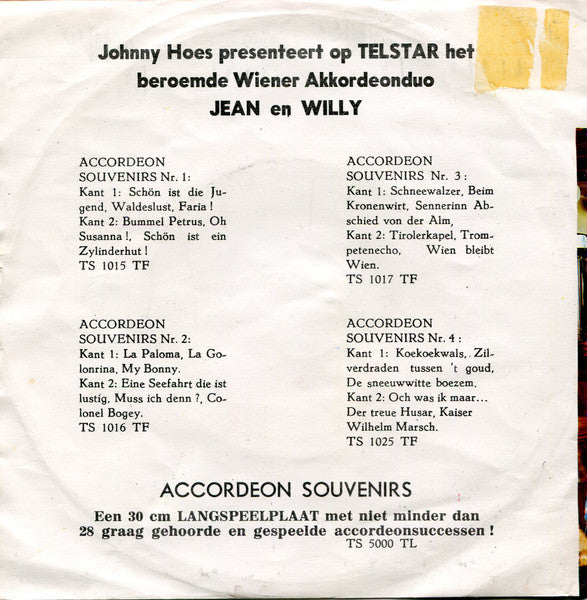 Johnny Hoes presenteert op TELSTAR het
beroemde Wiener Akkordeonduo
JEAN en WILLY
ACCORDEON
SOUVENIRS Nr. 1:
Kant 1: Schön ist die Ju-
gend, Waldeslust, Faria !
Kant 2: Bummel Petrus, Oh
Susanna !, Schön ist ein
Zylinderhut !
TS 1015 TF
ACCORDEON
SOUVENIRS Nr. 2:
Kant 1: La Paloma, La Go-
lonrina, My Bonny.
Kant 2: Eine Seefahrt die ist
lustig, Muss ich denn ?, Co-
lonel Bogey.
TS 1016 TF
ACCORDEON
SOUVENIRS Nr. 3 :
Kant 1: Schneewalzer, Beim
Kronenwirt, Sennerinn Ab-
schied von der Alm,
Kant 2: Tirolerkapel, Trom-
petenecho, Wien bleibt
Wien.
TS 1017 TF
ACCORDEON
SOUVENIRS Nr. 4 :
Kant 1: Koekoekwals, Zil-
verdraden tussen 't goud,
De sneeuwwitte boezem.
Kant 2: Och was ik maar...
Der treue Husar, Kaiser
Wilhelm Marsch.
TS 1025 TF
ACCORDEON SOUVENIRS
Een 30 cm LANGSPEELPLAAT met niet minder dan
28 graag gehoorde en gespeelde accordeonsuccessen !
TS 5000 TL